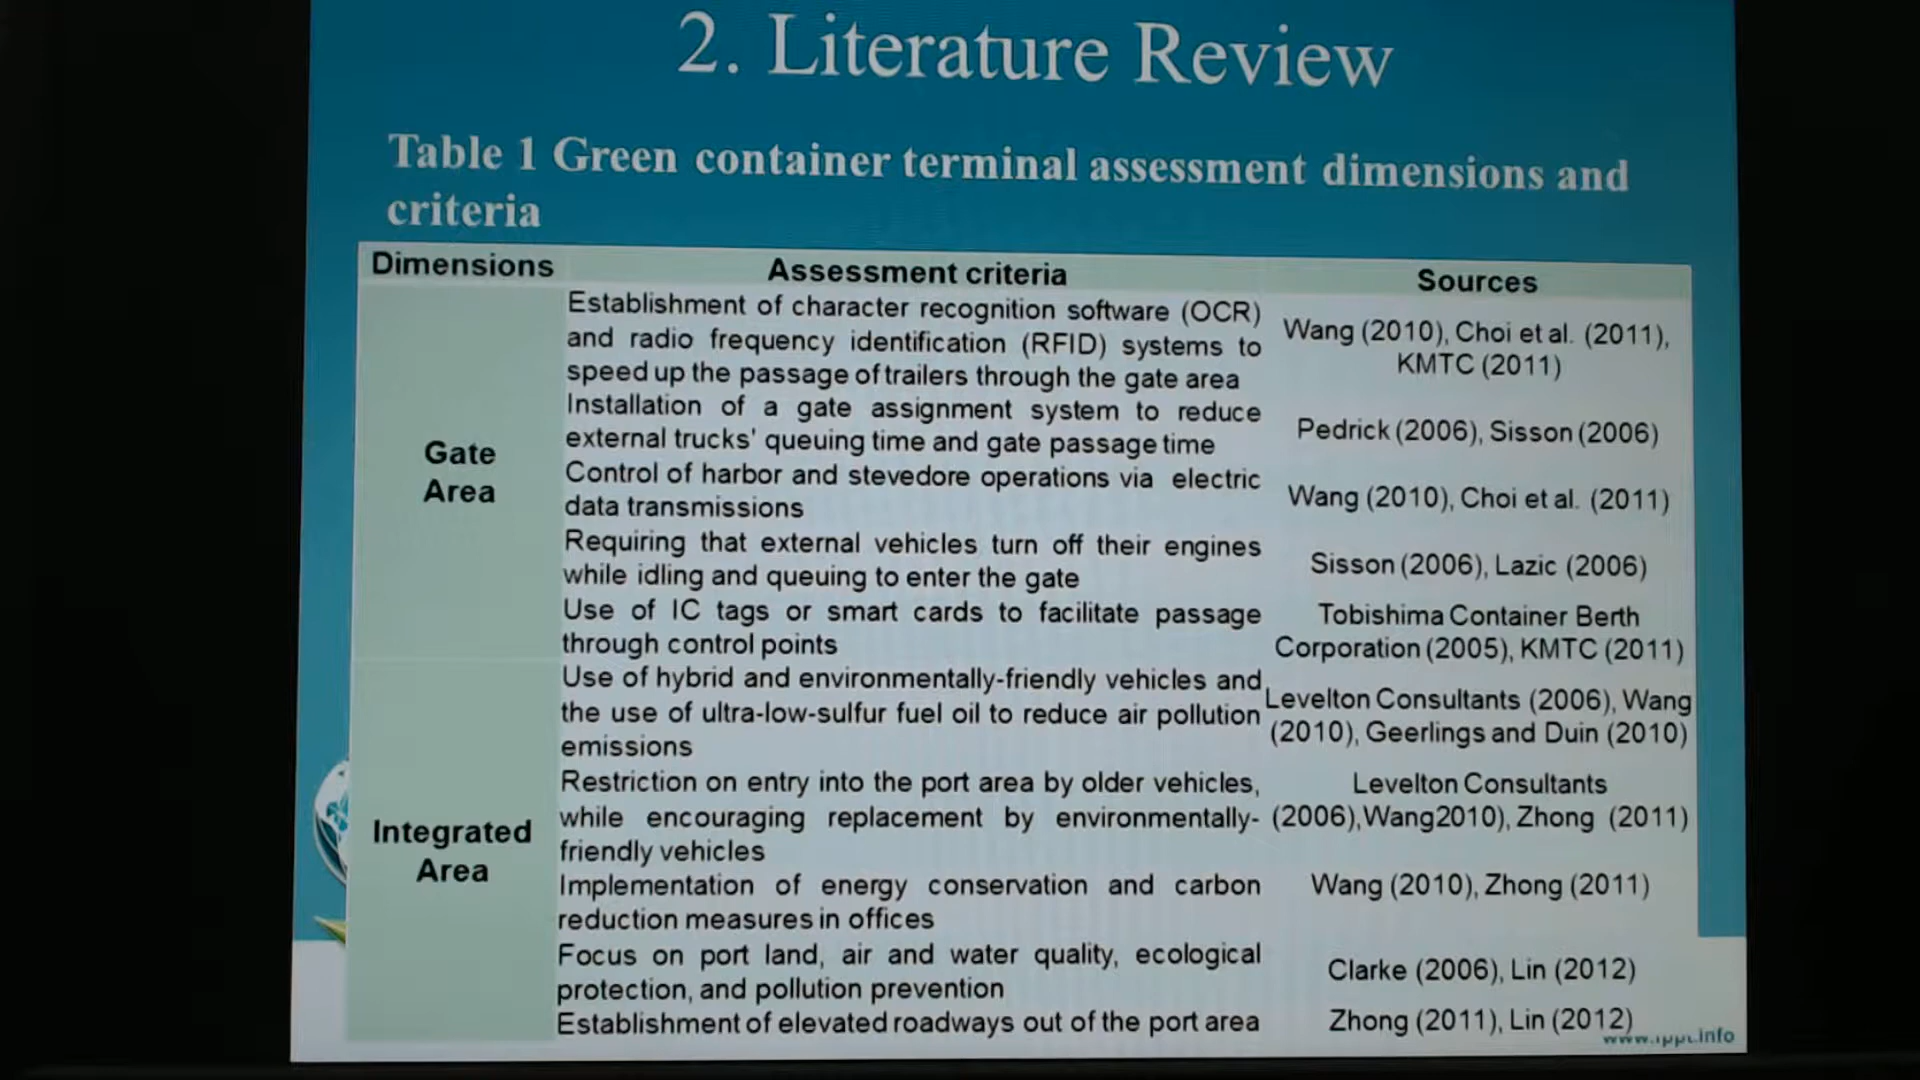 2. Literature Review
Table 1 Green container terminal assessment dimensions and
criteria
Dimensions Assessment criteria Sources
Gate
Area
Establishment of character recognition software (OCR)
and radio frequency identification (RFID) systems to
speed up the passage of trailers through the gate area
Wang (2010), Choi et al. (2011),
KMTC (2011)
Installation of a gate assignment system to reduce
external trucks' queuing time and gate passage time
Pedrick (2006), Sisson (2006)
Control of harbor and stevedore operations via electric
data transmissions
Wang (2010), Choi et al. (2011)
Requiring that external vehicles turn off their engines
while idling and queuing to enter the gate
Sisson (2006), Lazic (2006)
Use of IC tags or smart cards to facilitate passage
through control points
Tobishima Container Berth
Corporation (2005), KMTC (2011)
Integrated
Area
Use of hybrid and environmentally-friendly vehicles and
the use of ultra-low-sulfur fuel oil to reduce air pollution
emissions
Levelton Consultants (2006), Wang
(2010), Geerlings and Duin (2010)
Restriction on entry into the port area by older vehicles,
while encouraging replacement by environmentally-
friendly vehicles
Levelton Consultants
(2006),Wang2010), Zhong (2011)
Implementation of energy conservation and carbon
reduction measures in offices
Wang (2010), Zhong (2011)
Focus on port land, air and water quality, ecological
protection, and pollution prevention
Clarke (2006), Lin (2012)
Establishment of elevated roadways out of the port area
Zhong (2011), Lin (2012)